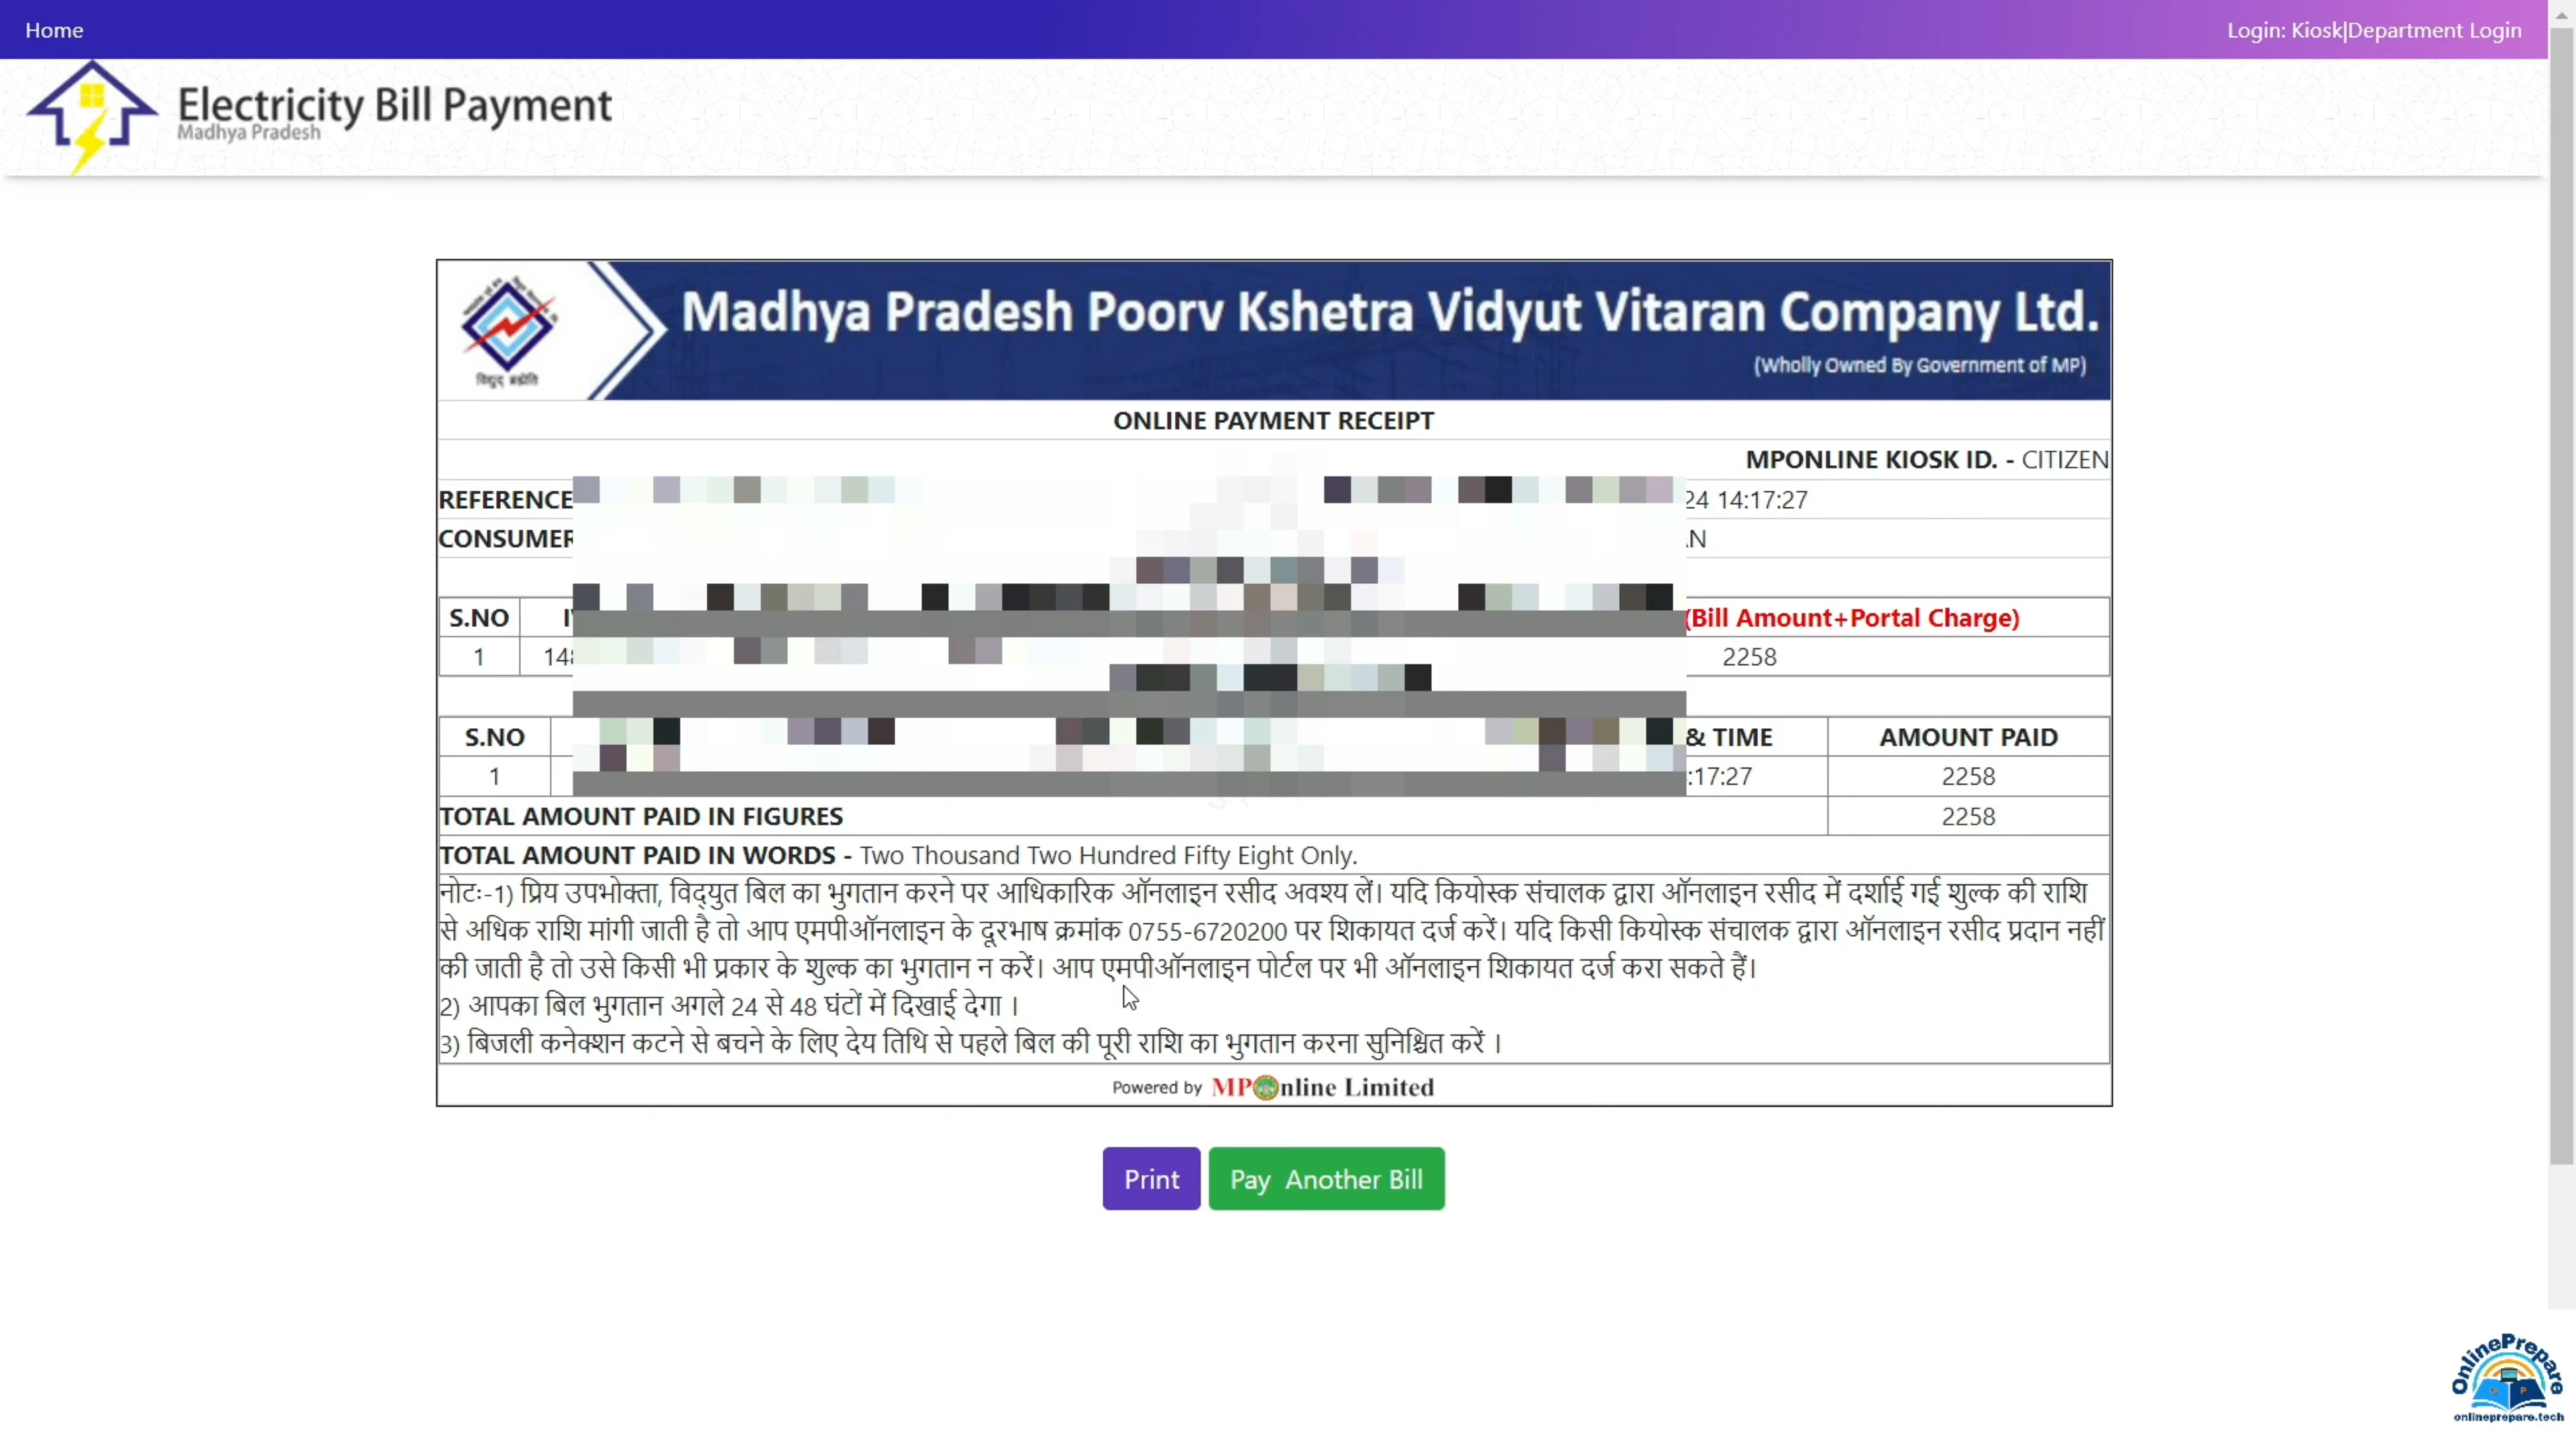 Home
Login: Kiosk|Department Login
Electricity Bill Payment
Madhya Pradesh
Madhya Pradesh Poorv Kshetra Vidyut Vitaran Company Ltd.
(Wholly Owned By Government of MP)
ONLINE PAYMENT RECEIPT
MPONLINE KIOSK ID. - CITIZEN
REFERENCE 24 14:17:27
CONSUMER
S.NO (Bill Amount+Portal Charge)
1 2258
S.NO & TIME AMOUNT PAID
1 :17:27 2258
TOTAL AMOUNT PAID IN FIGURES 2258
TOTAL AMOUNT PAID IN WORDS - Two Thousand Two Hundred Fifty Eight Only.
नोटः-1) प्रिय उपभोक्ता, विद्‌युत बिल का भुगतान करने पर आधिकारिक ऑनलाइन रसीद अवश्य लें। यदि कियोस्क संचालक द्वारा ऑनलाइन रसीद में दर्शाई गई शुल्क की राशि
से अधिक राशि मांगी जाती है तो आप एमपीऑनलाइन के दूरभाष क्रमांक 0755-6720200 पर शिकायत दर्ज करें। यदि किसी कियोस्क संचालक द्वारा ऑनलाइन रसीद प्रदान नहीं
की जाती है तो उसे किसी भी प्रकार के शुल्क का भुगतान न करें। आप एमपीऑनलाइन पोर्टल पर भी ऑनलाइन शिकायत दर्ज करा सकते हैं।
2) आपका बिल भुगतान अगले 24 से 48 घंटों में दिखाई देगा ।
3) बिजली कनेक्शन कटने से बचने के लिए देय तिथि से पहले बिल की पूरी राशि का भुगतान करना सुनिश्चित करें ।
Powered by MPOnline Limited
Print
Pay Another Bill
OnlinePrepare
onlineprepare.tech